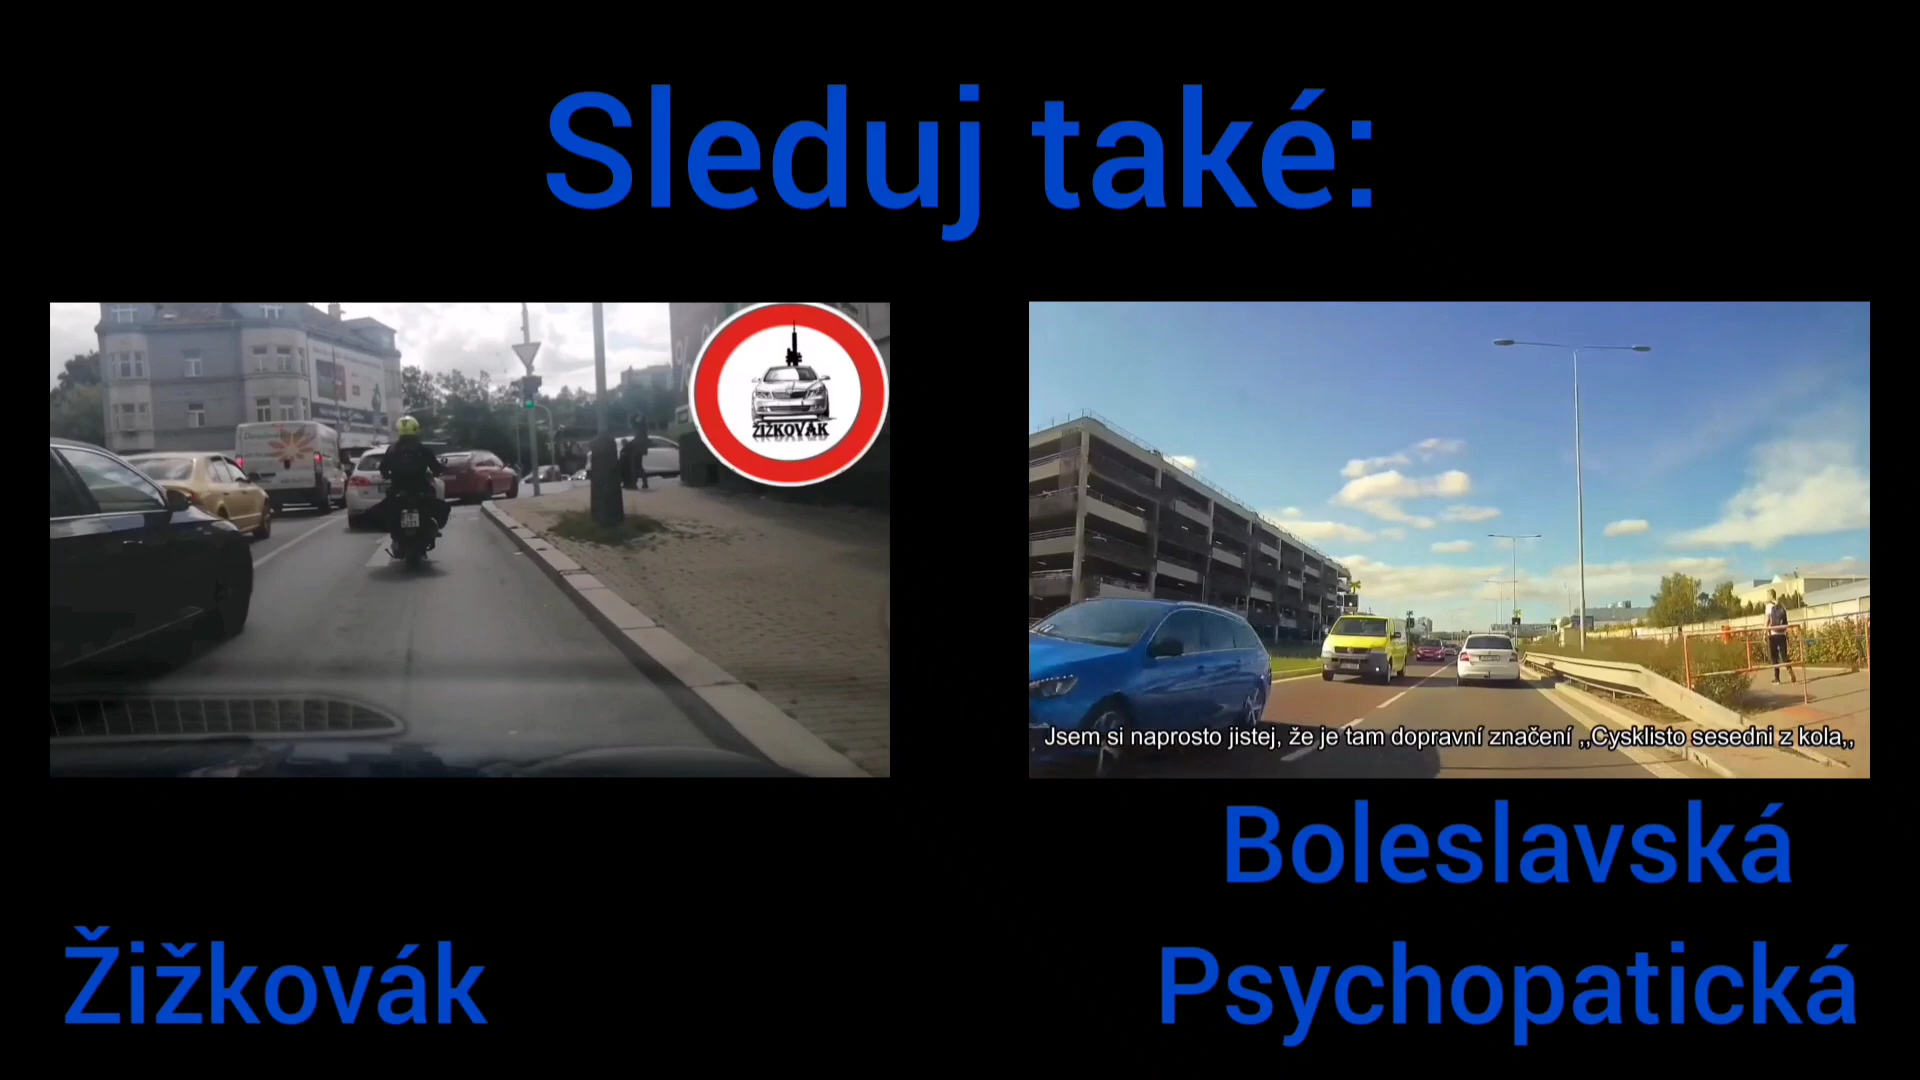 Sleduj také:
ŽIŽKOVÁK
Jsem si naprosto jistej, že je tam dopravní značení ,,Cysklisto sesedni z kola,,
Boleslavská
Žižkovák
Psychopatická